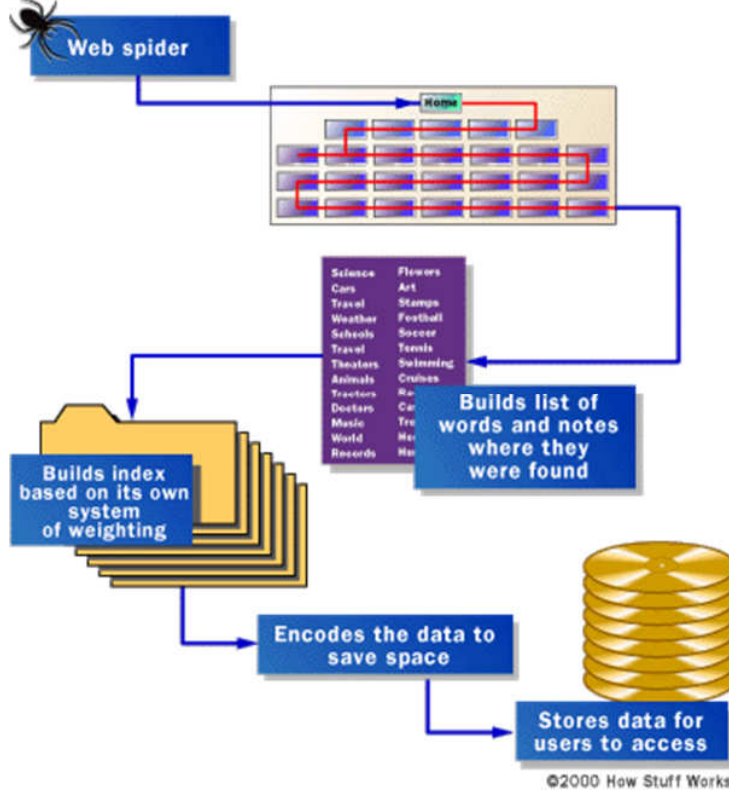 Web spider
Home
Science Flowers
Cars Art
Travel Stamps
Weather Football
Schools Soccer
Travel Tennis
Theaters Swimming
Animals Cruises
Tractors
Doctors
Music
World
Records
Builds list of
words and notes
where they
were found
Builds index
based on its own
system
of weighting
Encodes the data to
save space
Stores data for
users to access
©2000 How Stuff Works